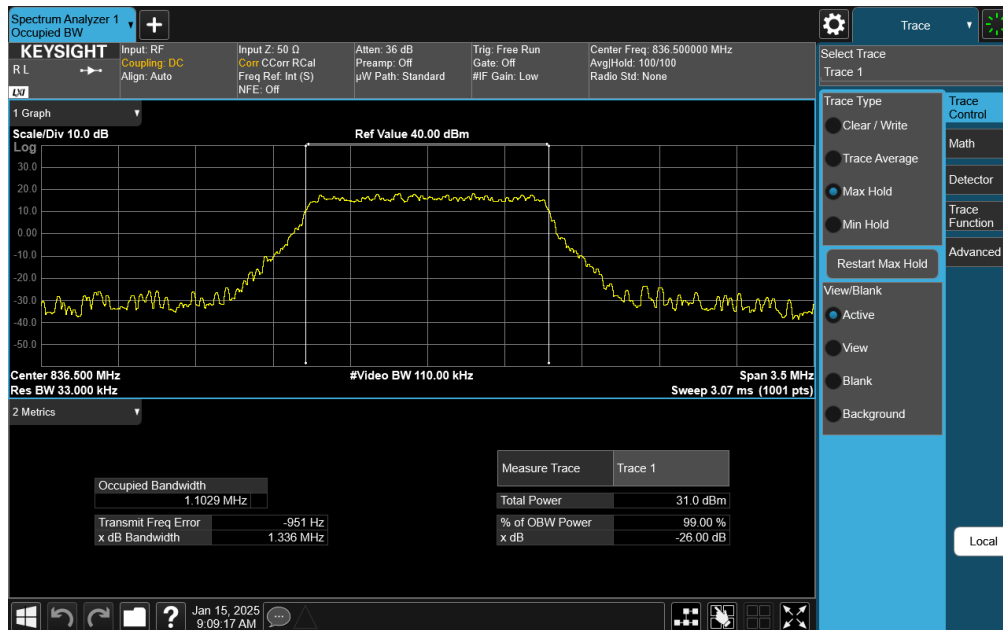 Spectrum Analyzer 1
Occupied BW
+
Trace
KEYSIGHT
R L
LXI
Input: RF
Coupling: DC
Align: Auto
Input Z: 50 Ω
Corr CCorr RCal
Freq Ref: Int (S)
NFE: Off
Atten: 36 dB
Preamp: Off
µW Path: Standard
Trig: Free Run
Gate: Off
#IF Gain: Low
Center Freq: 836.500000 MHz
Avg|Hold: 100/100
Radio Std: None
Select Trace
Trace 1
1 Graph
Scale/Div 10.0 dB
Ref Value 40.00 dBm
Log
30.0
20.0
10.0
0.00
-10.0
-20.0
-30.0
-40.0
-50.0
Center 836.500 MHz
#Video BW 110.00 kHz
Span 3.5 MHz
Res BW 33.000 kHz
Sweep 3.07 ms (1001 pts)
Trace Type
Clear / Write
Trace Average
Max Hold
Min Hold
Restart Max Hold
View/Blank
Active
View
Blank
Background
Trace
Control
Math
Detector
Trace
Function
Advanced
2 Metrics
Measure Trace Trace 1
Occupied Bandwidth
1.1029 MHz
Total Power 31.0 dBm
Transmit Freq Error -951 Hz
% of OBW Power 99.00 %
x dB Bandwidth 1.336 MHz
x dB -26.00 dB
Local
?
Jan 15, 2025
9:09:17 AM